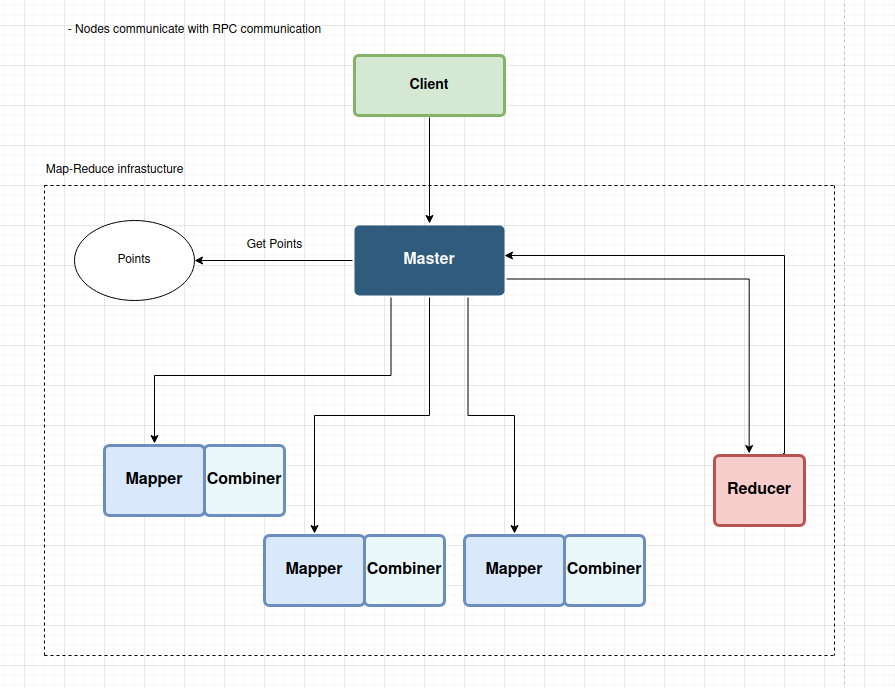 - Nodes communicate with RPC communication
Client
Map-Reduce infrastucture
Points
Get Points
Master
Mapper
Combiner
Reducer
Mapper
Combiner
Mapper
Combiner